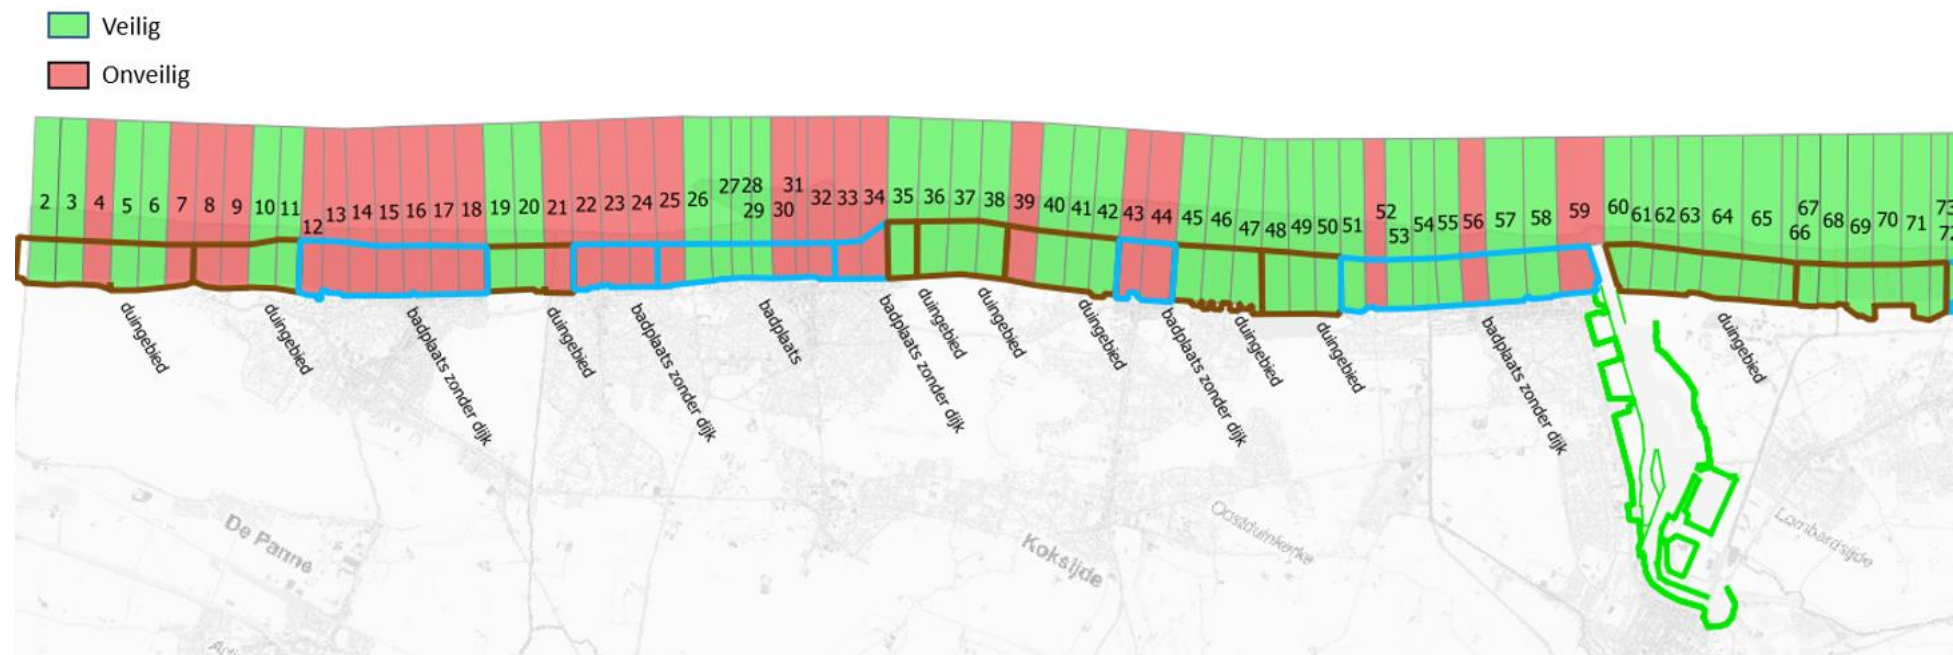 Veilig
Onveilig
2 3 4 5 6 7 8 9 10 11 12 13 14 15 16 17 18 19 20 21 22 23 24 25 26 27 28 29 30 31 32 33 34 35 36 37 38 39 40 41 42 43 44 45 46 47 48 49 50 51 52 53 54 55 56 57 58 59 60 61 62 63 64 65 66 67 68 69 70 71 72 73
duingebied
duingebied
badplaats zonder dijk
duingebied
badplaats zonder dijk
badplaats
badplaats zonder dijk
duingebied
duingebied
duingebied
badplaats zonder dijk
duingebied
duingebied
badplaats zonder dijk
duingebied
De Panne
Koksijde
Oostduinkerke
Lombardsijde